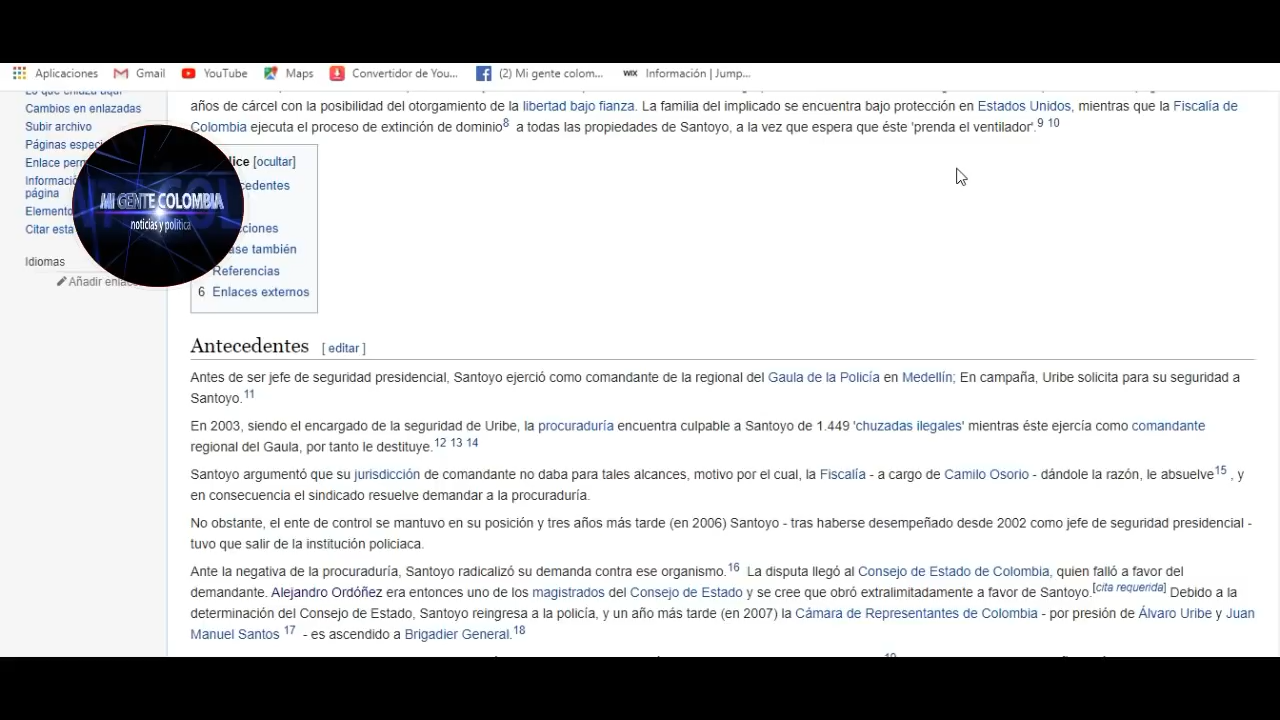 Aplicaciones Gmail YouTube Maps Convertidor de You... (2) Mi gente colom... WIX Información | Jump...
Lo que enlaza aquí
Cambios en enlazadas
Subir archivo
Páginas
Enlace
página
Citar esta
Idiomas
Añadir
MI GENTE COLOMBIA
noticias y política
años de cárcel con la posibilidad del otorgamiento de la libertad bajo fianza. La familia del implicado se encuentra bajo protección en Estados Unidos, mientras que la Fiscalía de
Colombia ejecuta el proceso de extinción de dominio8 a todas las propiedades de Santoyo, a la vez que espera que éste 'prenda el ventilador'.9 10
[ocultar]
también
Referencias
6 Enlaces externos
Antecedentes [ editar ]
Antes de ser jefe de seguridad presidencial, Santoyo ejerció como comandante de la regional del Gaula de la Policía en Medellín; En campaña, Uribe solicita para su seguridad a
Santoyo.11
En 2003, siendo el encargado de la seguridad de Uribe, la procuraduría encuentra culpable a Santoyo de 1.449 'chuzadas ilegales' mientras éste ejercía como comandante
regional del Gaula, por tanto le destituye.12 13 14
Santoyo argumentó que su jurisdicción de comandante no daba para tales alcances, motivo por el cual, la Fiscalía - a cargo de Camilo Osorio - dándole la razón, le absuelve15 , y
en consecuencia el sindicado resuelve demandar a la procuraduría.
No obstante, el ente de control se mantuvo en su posición y tres años más tarde (en 2006) Santoyo - tras haberse desempeñado desde 2002 como jefe de seguridad presidencial -
tuvo que salir de la institución policiaca.
Ante la negativa de la procuraduría, Santoyo radicalizó su demanda contra ese organismo.16 La disputa llegó al Consejo de Estado de Colombia, quien falló a favor del
demandante. Alejandro Ordóñez era entonces uno de los magistrados del Consejo de Estado y se cree que obró extralimitadamente a favor de Santoyo.[cita requerida] Debido a la
determinación del Consejo de Estado, Santoyo reingresa a la policía, y un año más tarde (en 2007) la Cámara de Representantes de Colombia - por presión de Álvaro Uribe y Juan
Manuel Santos 17 - es ascendido a Brigadier General.18